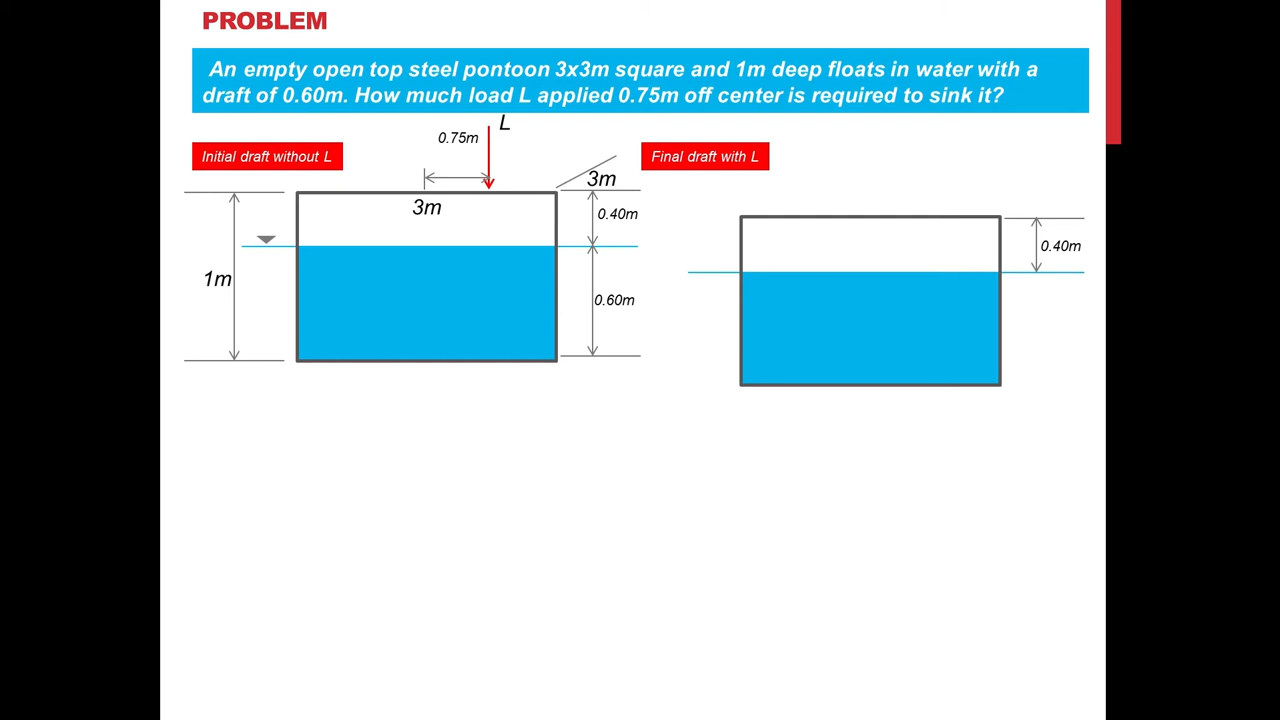 PROBLEM
An empty open top steel pontoon 3x3m square and 1m deep floats in water with a
draft of 0.60m. How much load L applied 0.75m off center is required to sink it?
L
0.75m
Initial draft without L
Final draft with L
3m
3m
0.40m
0.40m
1m
0.60m